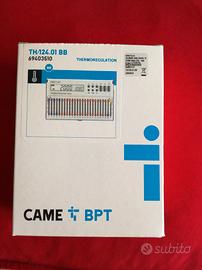 TH/124.01 BB
69403510
THERMOREGULATION
CAME BPT
subito